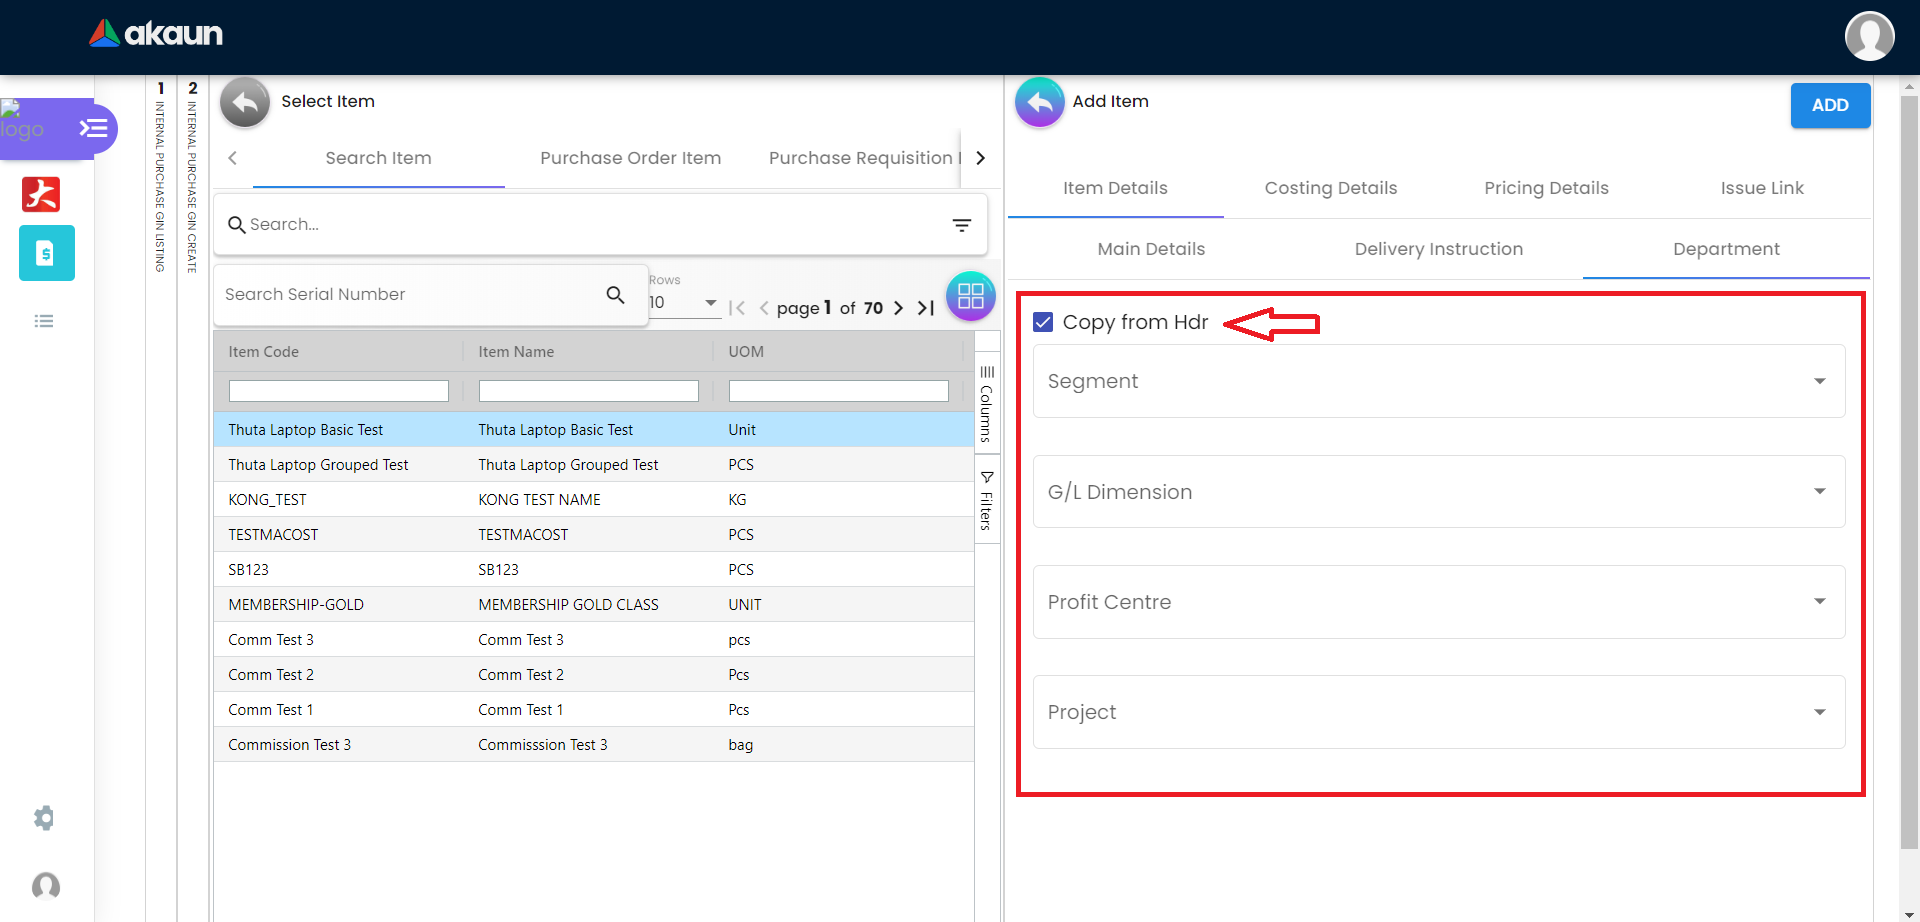 akaun
logo
1
INTERNAL PURCHASE GIN LISTING
2
INTERNAL PURCHASE GIN CREATE
Select Item
Search Item
Purchase Order Item
Purchase Requisition
Search...
Search Serial Number
Rows
10
page 1 of 70
Item Code Item Name UOM
Thuta Laptop Basic Test Thuta Laptop Basic Test Unit
Thuta Laptop Grouped Test Thuta Laptop Grouped Test PCS
KONG_TEST KONG TEST NAME KG
TESTMACOST TESTMACOST PCS
SB123 SB123 PCS
MEMBERSHIP-GOLD MEMBERSHIP GOLD CLASS UNIT
Comm Test 3 Comm Test 3 pcs
Comm Test 2 Comm Test 2 Pcs
Comm Test 1 Comm Test 1 Pcs
Commission Test 3 Commisssion Test 3 bag
Columns
Filters
Add Item
ADD
Item Details
Costing Details
Pricing Details
Issue Link
Main Details
Delivery Instruction
Department
Copy from Hdr
Segment
G/L Dimension
Profit Centre
Project